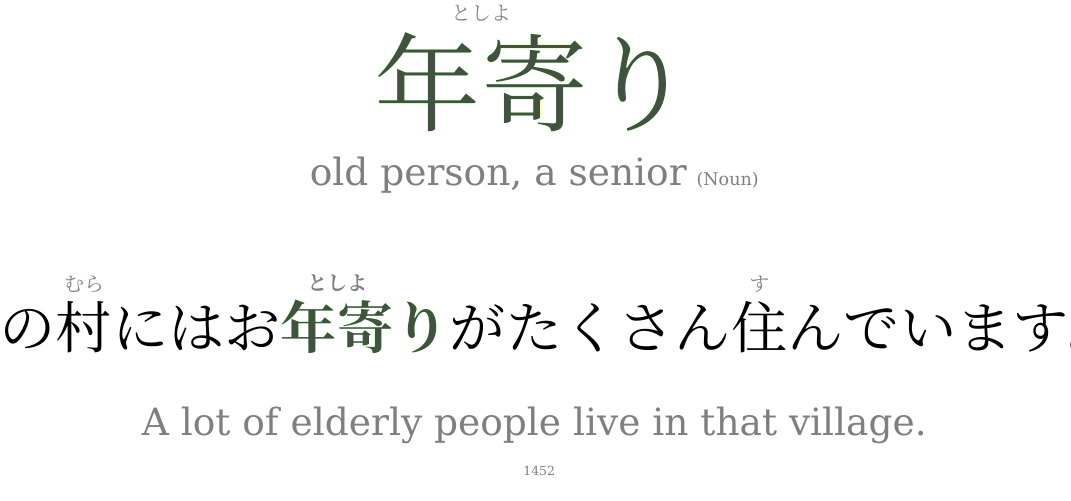 としよ
年寄り
old person, a senior (Noun)
むら としよ す
の村にはお年寄りがたくさん住んでいます
A lot of elderly people live in that village.
1452